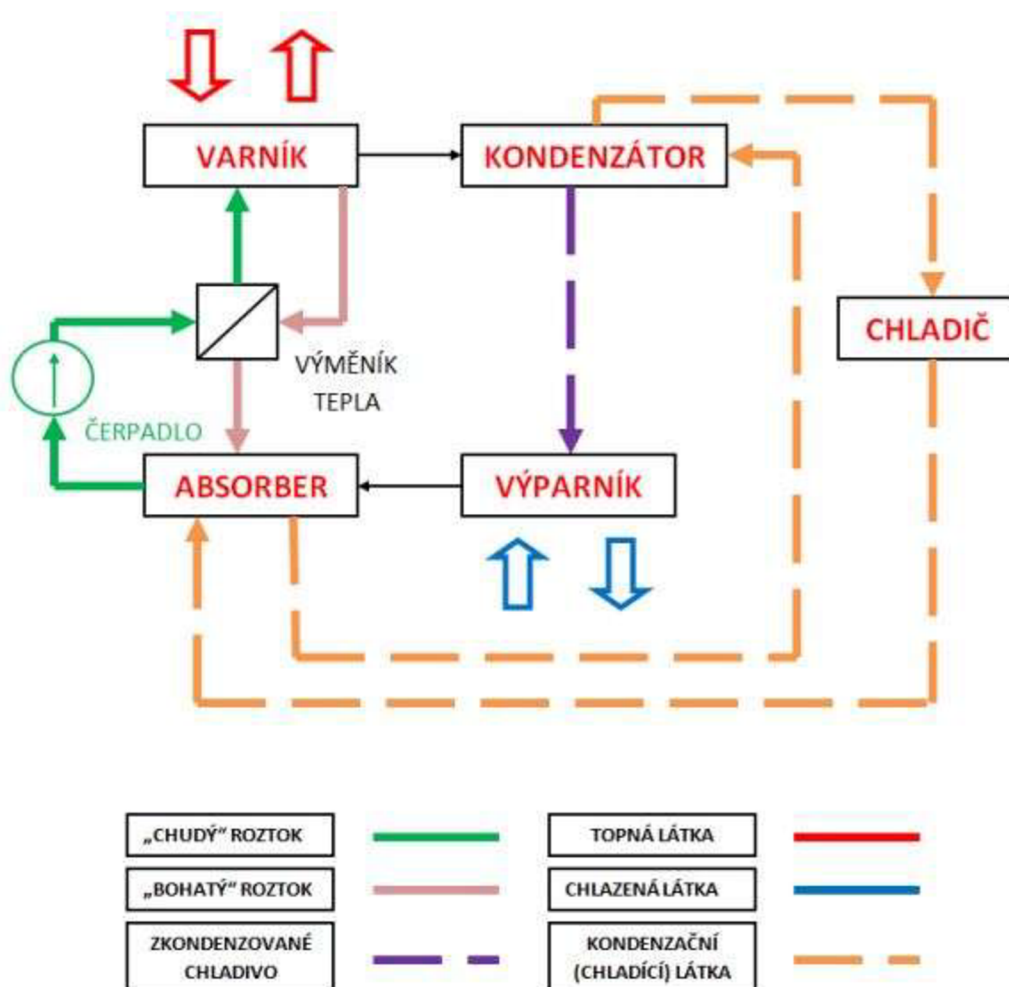 VARNÍK
KONDENZÁTOR
CHLADIČ
VÝMĚNÍK
TEPLA
ČERPADLO
ABSORBER
VÝPARNÍK
„CHUDÝ“ ROZTOK
TOPNÁ LÁTKA
„BOHATÝ“ ROZTOK
CHLAZENÁ LÁTKA
ZKONDENZOVANÉ
CHLADIVO
KONDENZAČNÍ
(CHLADÍCÍ) LÁTKA